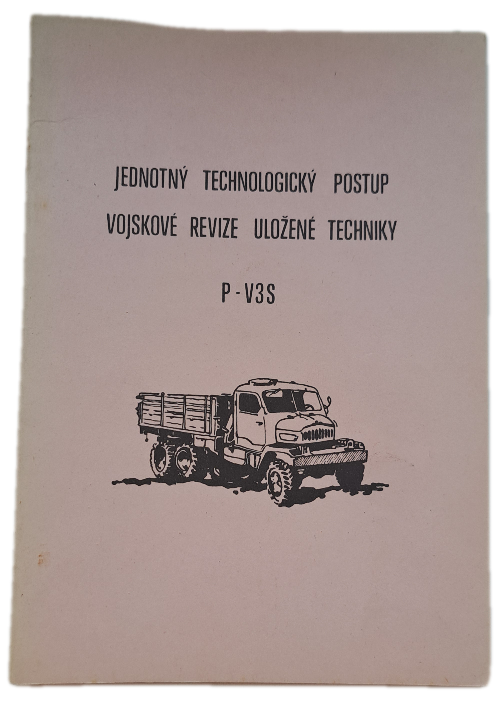 JEDNOTNÝ TECHNOLOGICKÝ POSTUP
VOJSKOVÉ REVIZE ULOŽENÉ TECHNIKY
P-V3S